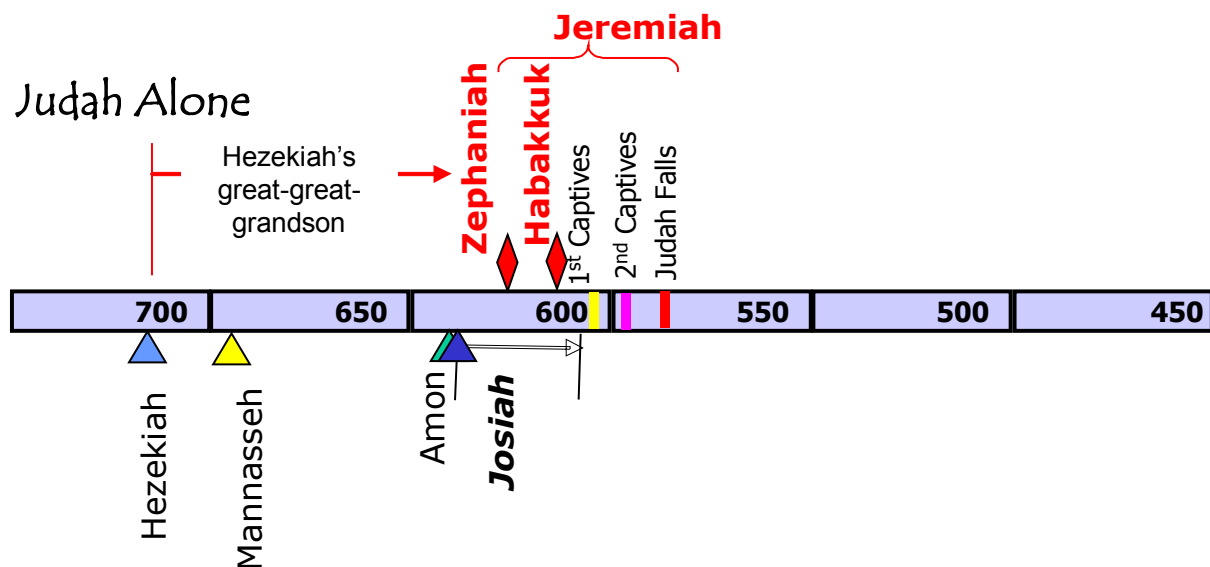 Jeremiah
Judah Alone
Hezekiah's
great-great-
grandson
Zephaniah
Habakkuk
1st Captives
2nd Captives
Judah Falls
700
650
600
550
500
450
Hezekiah
Mannasseh
Amon
Josiah